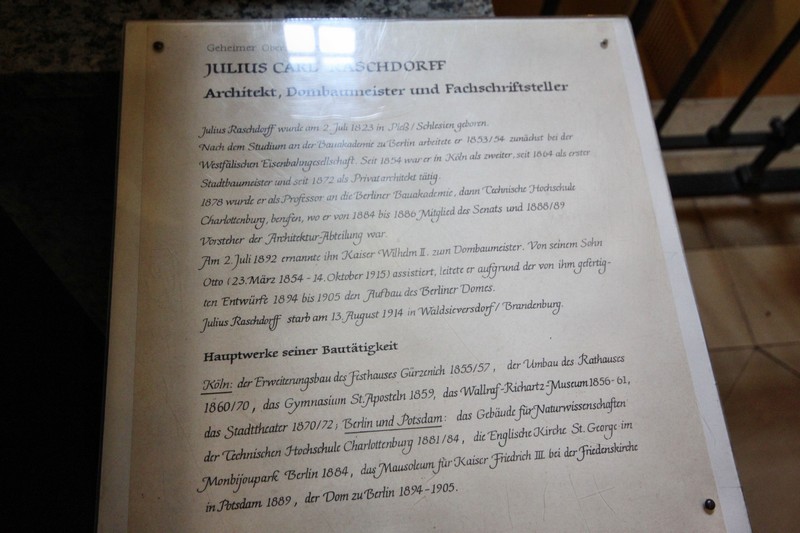 Geheimer
JULIUS CARL RASCHDORFF
Architekt, Dombaumeister und Fachschriftsteller
Julius Raschdorff wurde am 2. Juli 1823 in Pleß / Schlesien geboren.
Nach dem Studium an der Bauakademie zu Berlin arbeitete er 1853/54 zunächst bei der
Westfälischen Eisenbahngesellschaft. Seit 1854 war er in Köln als zweiter, seit 1864 als erster
Stadtbaumeister und seit 1872 als Privatarchitekt tätig.
1878 wurde er als Professor an die Berliner Bauakademie, dann Technische Hochschule
Charlottenburg, berufen, wo er von 1884 bis 1886 Mitglied des Senats und 1888/89
Vorsteher der Architektur-Abteilung war.
Am 2. Juli 1892 ernannte ihn Kaiser Wilhelm II. zum Dombaumeister. Von seinem Sohn
Otto (23. März 1854 - 14. Oktober 1915) assistiert, leitete er aufgrund der von ihm gefertig-
ten Entwürfe 1894 bis 1905 den Aufbau des Berliner Domes.
Julius Raschdorff starb am 13. August 1914 in Waldsieversdorf / Brandenburg.
Hauptwerke seiner Bautätigkeit
Köln: der Erweiterungsbau des Festhauses Gürzenich 1855/57, der Umbau des Rathauses
1860/70, das Gymnasium St. Aposteln 1859, das Wallraf-Richartz-Museum 1856-61,
das Stadttheater 1870/72; Berlin und Potsdam: das Gebäude für Naturwissenschaften
der Technischen Hochschule Charlottenburg 1881/84, die Englische Kirche St. George im
Monbijoupark Berlin 1884, das Mausoleum für Kaiser Friedrich III. bei der Friedenskirche
in Potsdam 1889, der Dom zu Berlin 1894-1905.